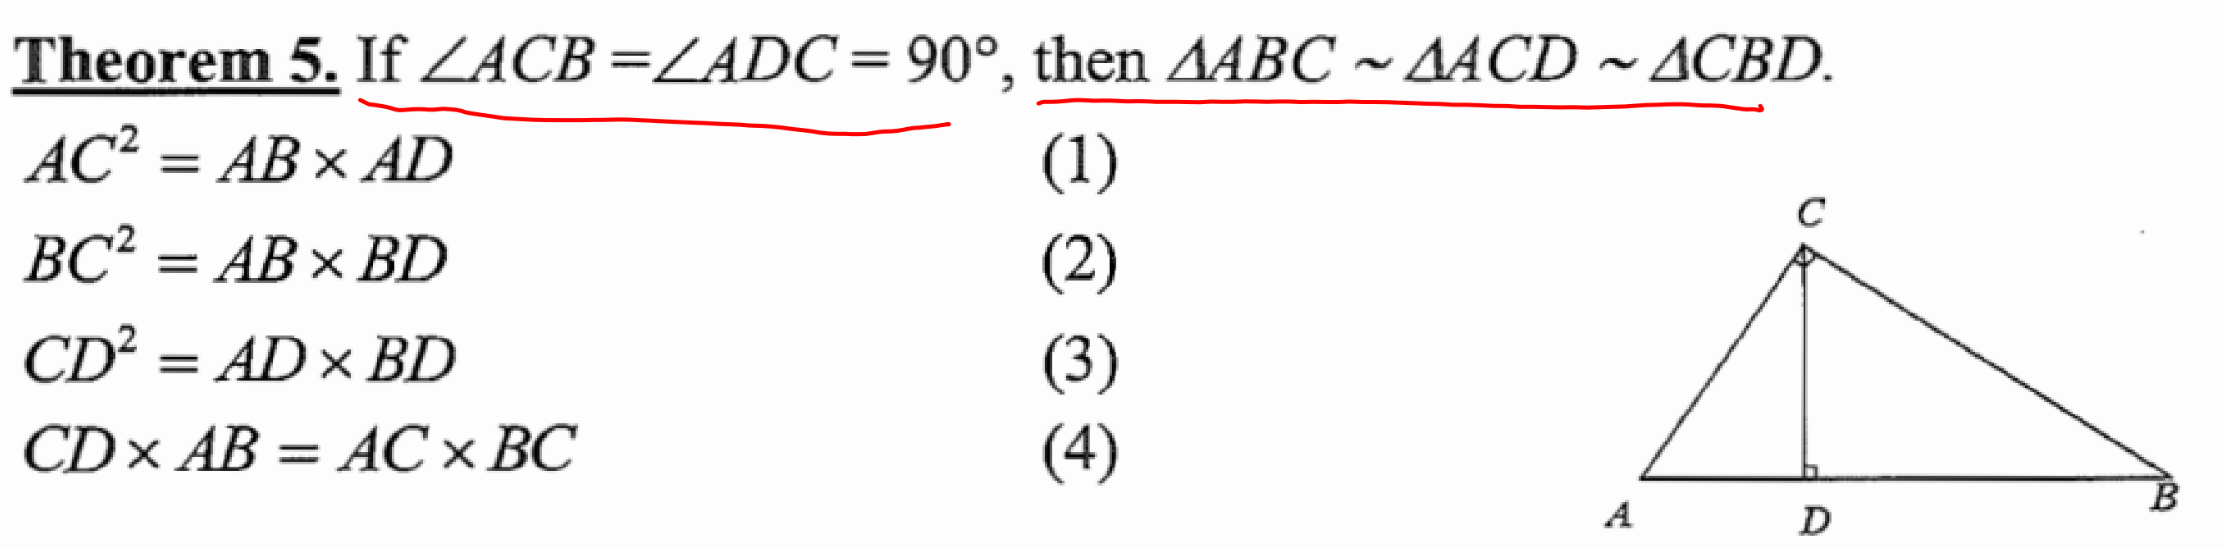 Theorem 5. If ∠ACB = ∠ADC = 90°, then ΔABC ~ ΔACD ~ ΔCBD.
AC² = AB × AD (1)
BC² = AB × BD (2)
CD² = AD × BD (3)
CD × AB = AC × BC (4)
C
A D B